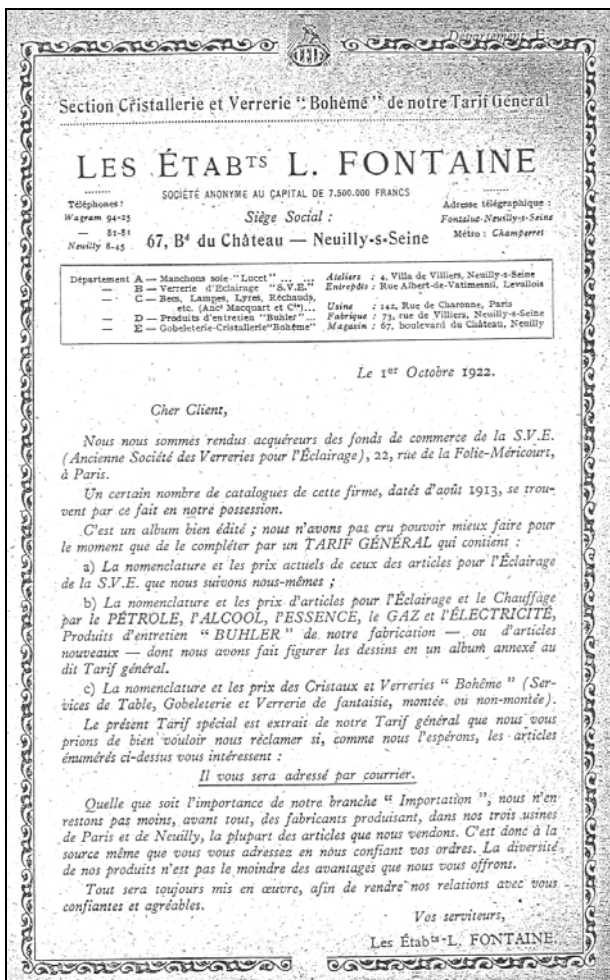 Département E
Section Cristallerie et Verrerie "Bohême" de notre Tarif Général
LES ÉTABTS L. FONTAINE
SOCIÉTÉ ANONYME AU CAPITAL DE 7.500.000 FRANCS
Téléphones :
Wagram 94-25
— 81-81
Neuilly 8-45
Siège Social :
67, Bd du Château — Neuilly-s-Seine
Adresse télégraphique :
Fontalue-Neuilly-s-Seine
Métro : Champerret
Département A — Manchons soie "Lucet" ... ... Ateliers : 4, Villa de Villiers, Neuilly-s-Seine
— B — Verrerie d'Eclairage "S.V.E." Entrepôts : Rue Albert-de-Vatimesnil, Levallois
— C — Becs, Lampes, Lyres, Réchauds,
etc. (Anct Macquart et Cie)... Usine : 142, Rue de Charonne, Paris
— D — Produits d'entretien "Buhler" ... Fabrique : 73, rue de Villiers, Neuilly-s-Seine
— E — Gobeleterie-Cristallerie "Bohême" Magasin : 67, boulevard du Château, Neuilly
Le 1er Octobre 1922.
Cher Client,
Nous nous sommes rendus acquéreurs des fonds de commerce de la S.V.E.
(Ancienne Société des Verreries pour l'Éclairage), 22, rue de la Folie-Méricourt,
à Paris.
Un certain nombre de catalogues de cette firme, datés d'août 1913, se trou-
vent par ce fait en notre possession.
C'est un album bien édité ; nous n'avons pas cru pouvoir mieux faire pour
le moment que de le compléter par un TARIF GÉNÉRAL qui contient :
a) La nomenclature et les prix actuels de ceux des articles pour l'Éclairage
de la S.V.E. que nous suivons nous-mêmes ;
b) La nomenclature et les prix d'articles pour l'Éclairage et le Chauffage
par le PÉTROLE, l'ALCOOL, l'ESSENCE, le GAZ et l'ÉLECTRICITÉ,
Produits d'entretien "BUHLER" de notre fabrication — ou d'articles
nouveaux — dont nous avons fait figurer les dessins en un album annexé au
dit Tarif général.
c) La nomenclature et les prix des Cristaux et Verreries "Bohême" (Ser-
vices de Table, Gobeleterie et Verrerie de fantaisie, montée ou non-montée).
Le présent Tarif spécial est extrait de notre Tarif général que nous vous
prions de bien vouloir nous réclamer si, comme nous l'espérons, les articles
énumérés ci-dessus vous intéressent :
Il vous sera adressé par courrier.
Quelle que soit l'importance de notre branche "Importation", nous n'en
restons pas moins, avant tout, des fabricants produisant, dans nos trois usines
de Paris et de Neuilly, la plupart des articles que nous vendons. C'est donc à la
source même que vous vous adressez en nous confiant vos ordres. La diversité
de nos produits n'est pas le moindre des avantages que nous vous offrons.
Tout sera toujours mis en œuvre, afin de rendre nos relations avec vous
confiantes et agréables.
Vos serviteurs,
Les Étabts L. FONTAINE.